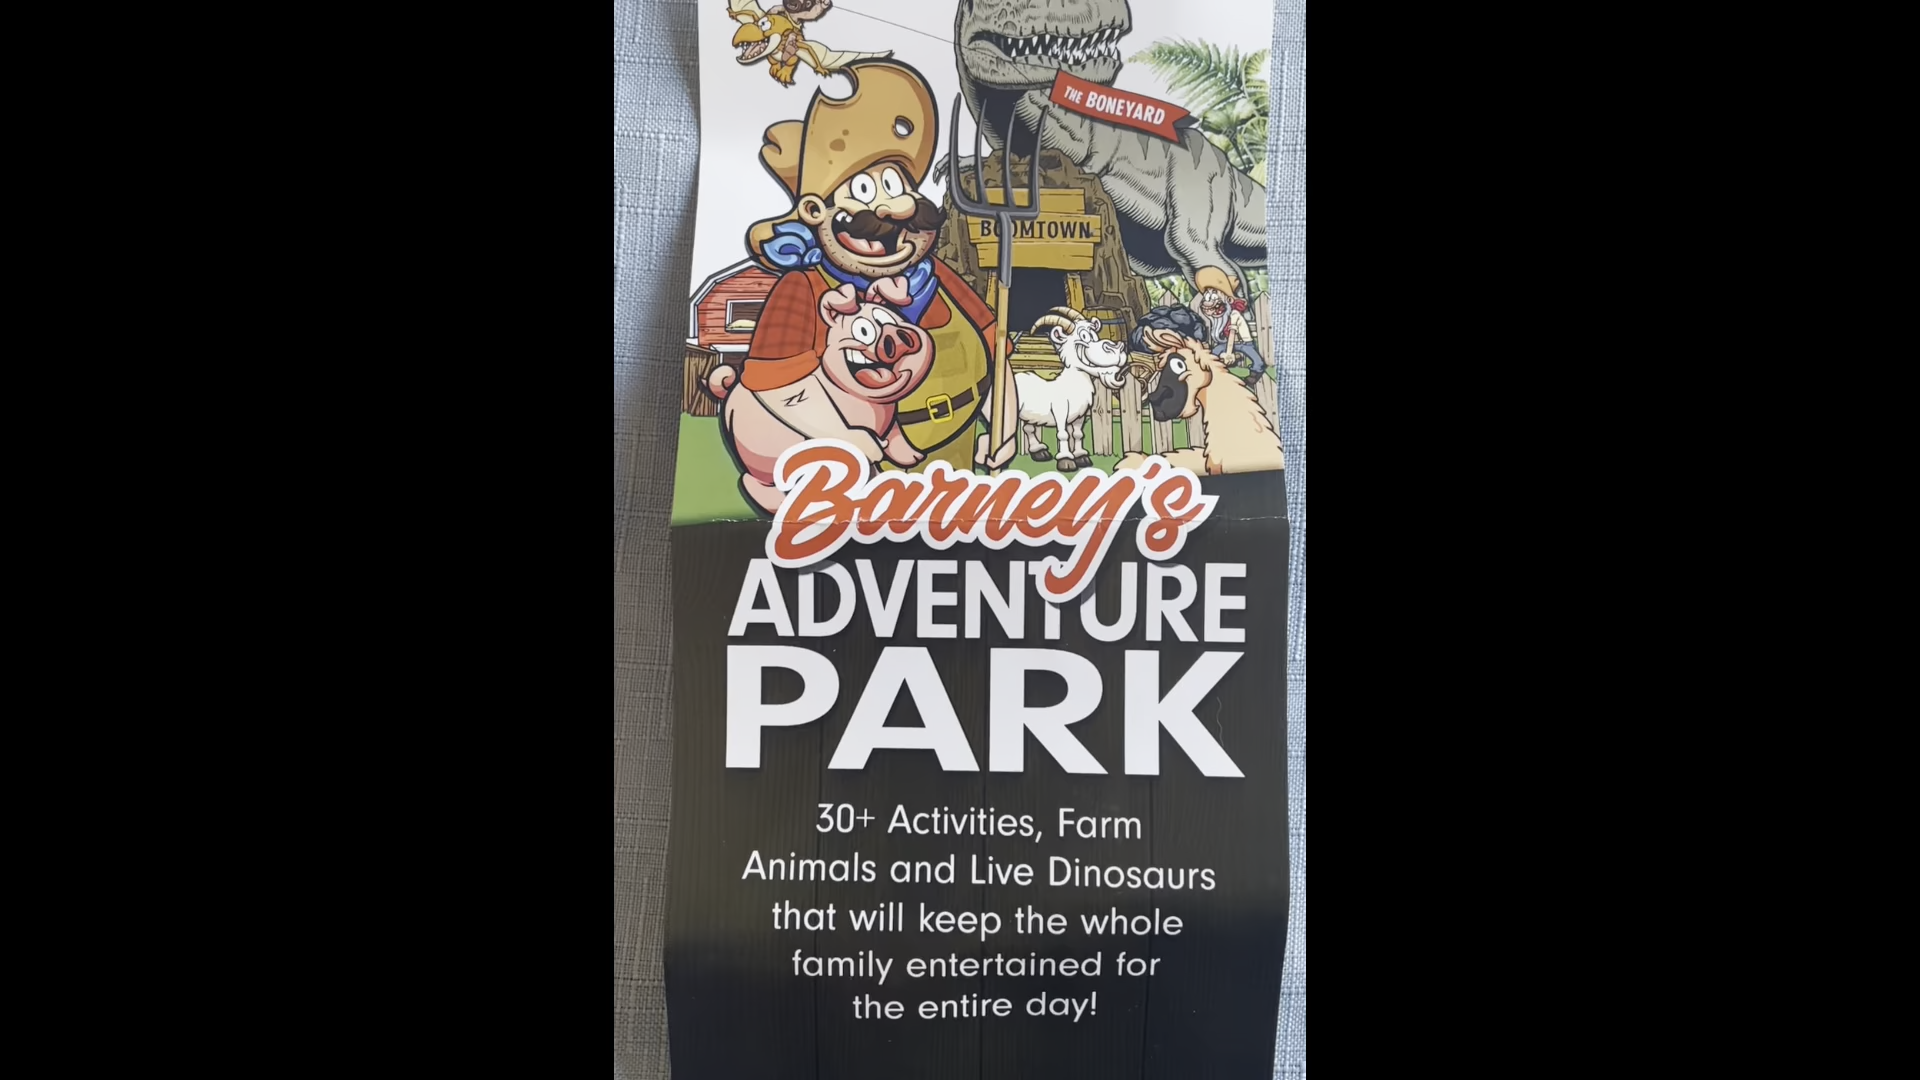 THE BONEYARD
BOOMTOWN
Barney's
ADVENTURE
PARK
30+ Activities, Farm
Animals and Live Dinosaurs
that will keep the whole
family entertained for
the entire day!